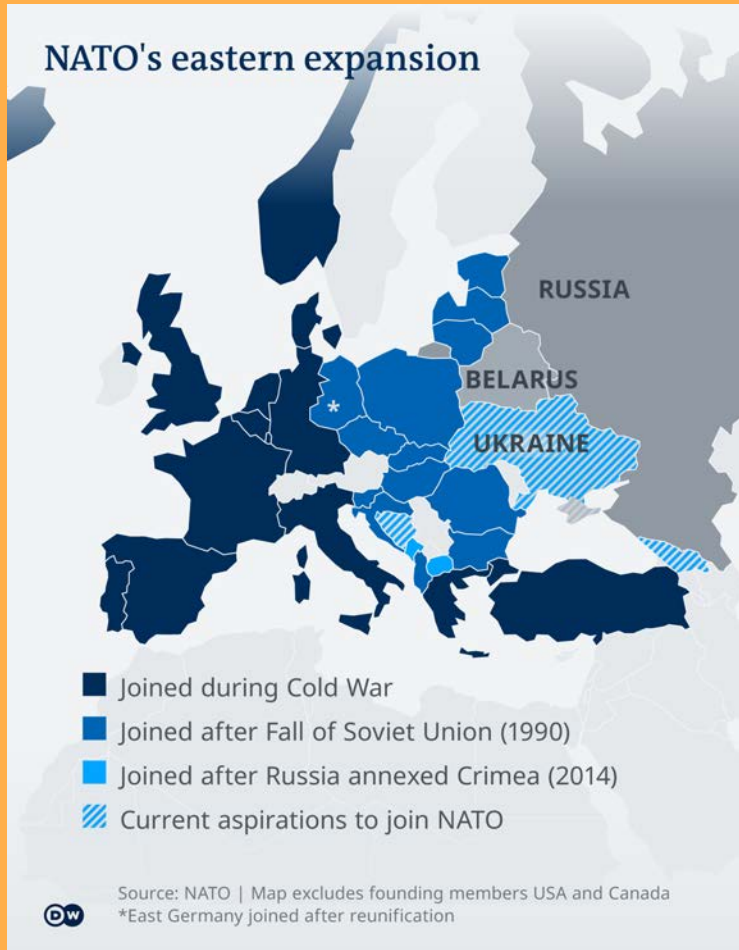 NATO's eastern expansion
RUSSIA
BELARUS
*
UKRAINE
Joined during Cold War
Joined after Fall of Soviet Union (1990)
Joined after Russia annexed Crimea (2014)
Current aspirations to join NATO
Source: NATO | Map excludes founding members USA and Canada
*East Germany joined after reunification
DW